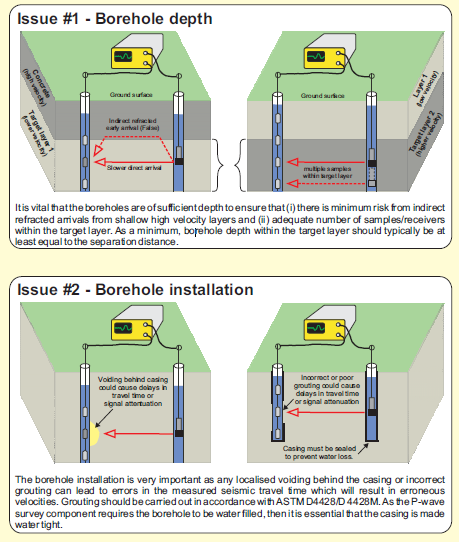 Issue #1 - Borehole depth
Ground surface
Concrete
(high velocity)
Target layer
(lower velocity)
Indirect refracted
early arrival (False)
Slower direct arrival
Ground surface
Layer 1
(low velocity)
Target layer 2
(higher velocity)
multiple samples
within target layer
It is vital that the boreholes are of sufficient depth to ensure that (i) there is minimum risk from indirect
refracted arrivals from shallow high velocity layers and (ii) adequate number of samples/receivers
within the target layer. As a minimum, borehole depth within the target layer should typically be at
least equal to the separation distance.
Issue #2 - Borehole installation
Voiding behind casing
could cause delays in
travel time or
signal attenuation
Incorrect or poor
grouting could cause
delays in travel time
or signal attenuation
Casing must be sealed
to prevent water loss.
The borehole installation is very important as any localised voiding behind the casing or incorrect
grouting can lead to errors in the measured seismic travel time which will result in erroneous
velocities. Grouting should be carried out in accordance with ASTM D4428/D4428M. As the P-wave
survey component requires the borehole to be water filled, then it is essential that the casing is made
water tight.